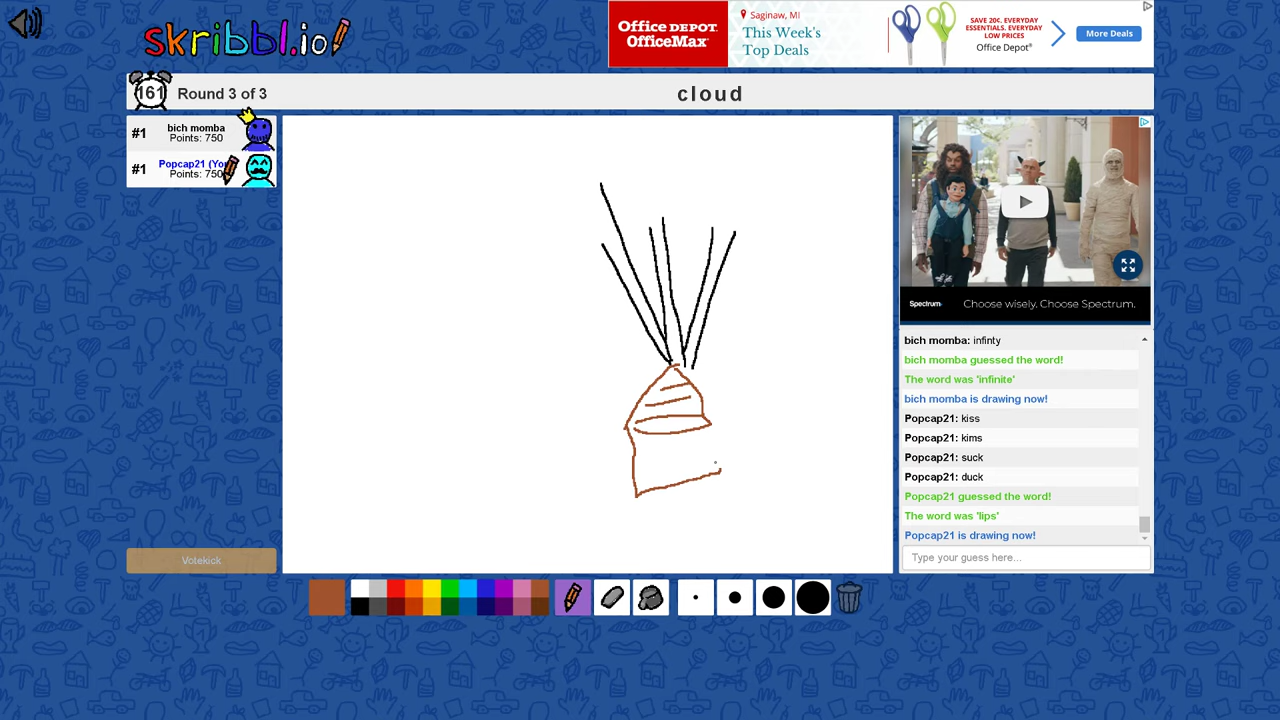 skribbl.io
OFFICE DEPOT
OfficeMax
Saginaw, MI
This Week's
Top Deals
SAVE 20¢. EVERYDAY
ESSENTIALS. EVERYDAY
LOW PRICES
Office Depot®
More Deals
161
Round 3 of 3
cloud
#1
bich momba
Points: 750
#1
Popcap21 (Yo
Points: 750
Spectrum
Choose wisely. Choose Spectrum.
bich momba: infinty
bich momba guessed the word!
The word was 'infinite'
bich momba is drawing now!
Popcap21: kiss
Popcap21: kims
Popcap21: suck
Popcap21: duck
Popcap21 guessed the word!
The word was 'lips'
Popcap21 is drawing now!
Type your guess here...
Votekick